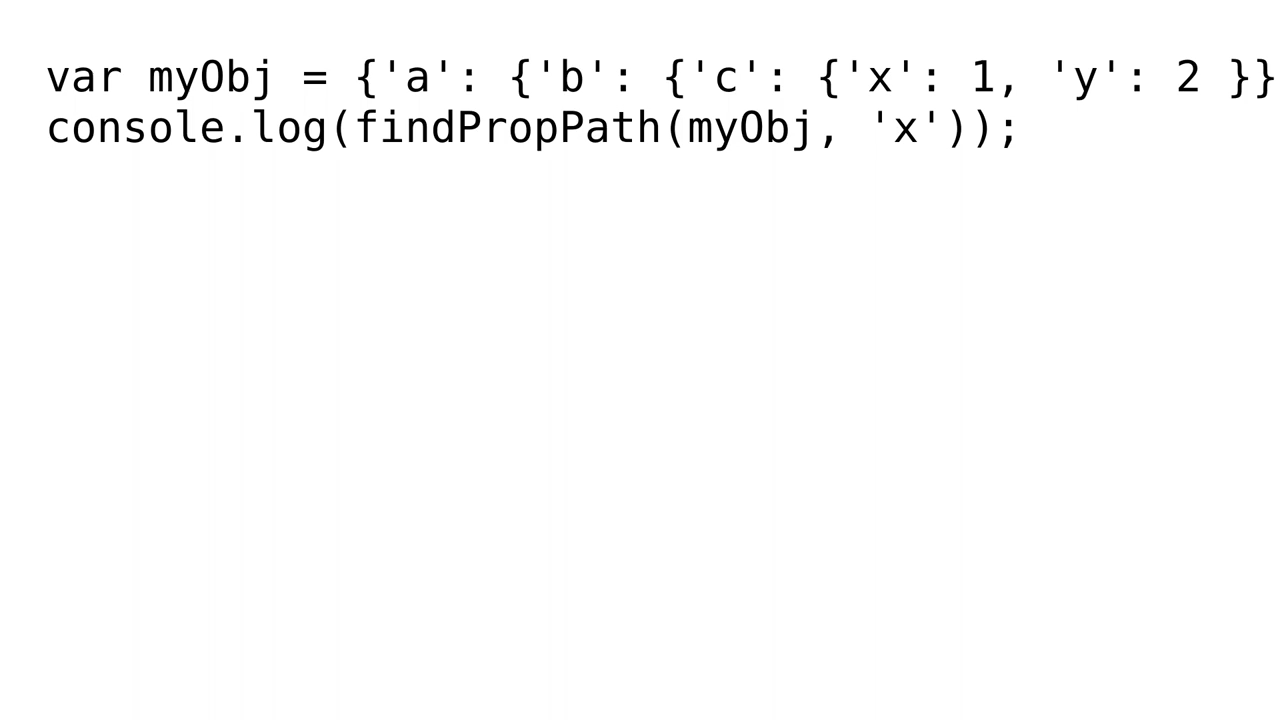 var myObj = {'a': {'b': {'c': {'x': 1, 'y': 2 }}
console.log(findPropPath(myObj, 'x'));